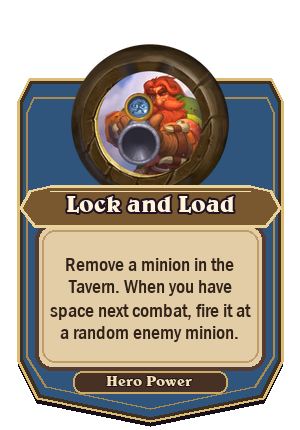 Lock and Load
Remove a minion in the
Tavern. When you have
space next combat, fire it at
a random enemy minion.
Hero Power